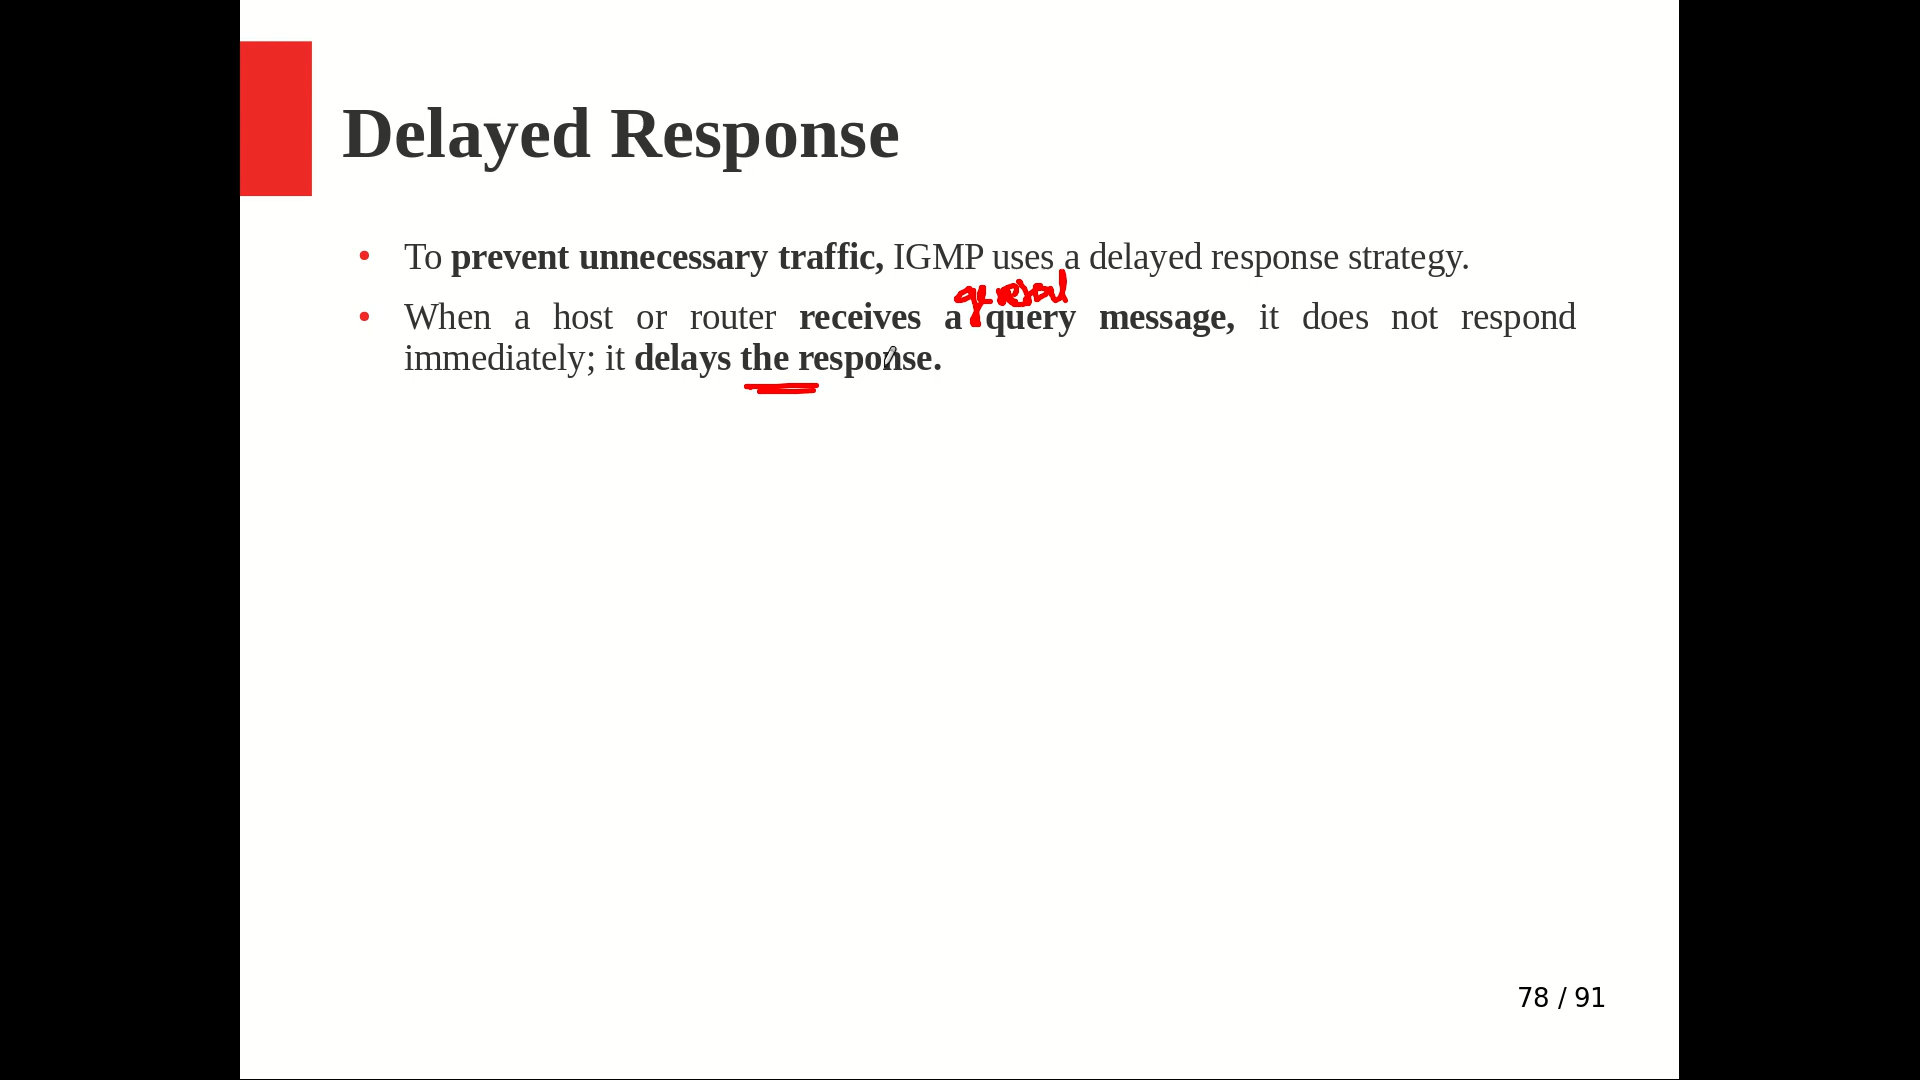 Delayed Response
• To prevent unnecessary traffic, IGMP uses a delayed response strategy.
general
• When a host or router receives a query message, it does not respond
immediately; it delays the response.
78 / 91